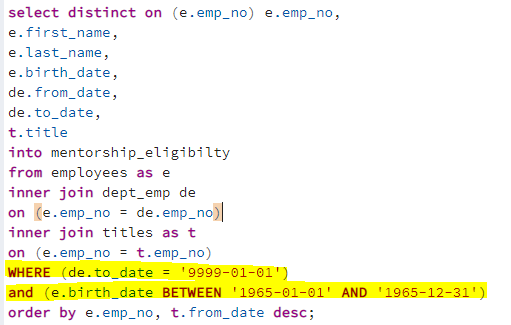 select distinct on (e.emp_no) e.emp_no,
e.first_name,
e.last_name,
e.birth_date,
de.from_date,
de.to_date,
t.title
into mentorship_eligibilty
from employees as e
inner join dept_emp de
on (e.emp_no = de.emp_no)
inner join titles as t
on (e.emp_no = t.emp_no)
WHERE (de.to_date = '9999-01-01')
and (e.birth_date BETWEEN '1965-01-01' AND '1965-12-31')
order by e.emp_no, t.from_date desc;